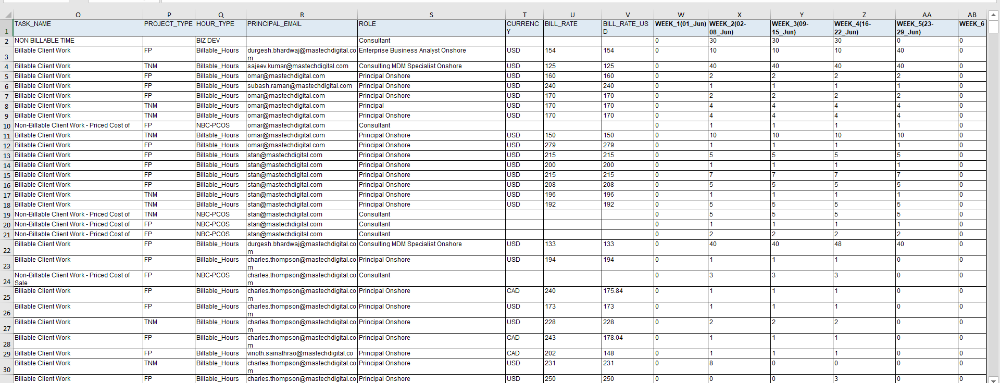 O P Q R S T U V W X Y Z AA AB
1 TASK_NAME PROJECT_TYPE HOUR_TYPE PRINCIPAL_EMAIL ROLE CURRENC BILL_RATE BILL_RATE_US WEEK_1(01_Jun) WEEK_2(02- WEEK_3(09- WEEK_4(16- WEEK_5(23- WEEK_6
Y D 08_Jun) 15_Jun) 22_Jun) 29_Jun)
2 NON BILLABLE TIME BIZ DEV Consultant 0 30 30 30 0 0
3 Billable Client Work FP Billable_Hours durgesh.bhardwaj@mastechdigital.co Enterprise Business Analyst Onshore USD 154 154 0 10 10 10 40 0
m
4 Billable Client Work TNM Billable_Hours sajeev.kumar@mastechdigital.com Consulting MDM Specialist Onshore USD 125 125 0 40 40 40 40 0
5 Billable Client Work FP Billable_Hours omar@mastechdigital.com Principal Onshore USD 160 160 0 2 2 2 2 0
6 Billable Client Work FP Billable_Hours subash.raman@mastechdigital.com Principal Onshore USD 240 240 0 1 1 1 1 0
7 Billable Client Work FP Billable_Hours omar@mastechdigital.com Principal Onshore USD 170 170 0 2 2 2 2 0
8 Billable Client Work TNM Billable_Hours omar@mastechdigital.com Principal USD 170 170 0 4 4 4 4 0
9 Billable Client Work TNM Billable_Hours omar@mastechdigital.com Principal Onshore USD 170 170 0 4 4 4 4 0
10 Non-Billable Client Work - Priced Cost of FP NBC-PCOS omar@mastechdigital.com Consultant 0 1 1 1 1 0
11 Billable Client Work TNM Billable_Hours omar@mastechdigital.com Principal Onshore USD 150 150 0 10 10 10 10 0
12 Billable Client Work FP Billable_Hours omar@mastechdigital.com Principal Onshore USD 279 279 0 1 1 1 1 0
13 Billable Client Work FP Billable_Hours stan@mastechdigital.com Principal Onshore USD 215 215 0 5 5 5 5 0
14 Billable Client Work FP Billable_Hours stan@mastechdigital.com Principal Onshore USD 200 200 0 1 1 1 1 0
15 Billable Client Work FP Billable_Hours stan@mastechdigital.com Principal Onshore USD 215 215 0 7 7 7 7 0
16 Billable Client Work FP Billable_Hours stan@mastechdigital.com Principal Onshore USD 208 208 0 5 5 5 5 0
17 Billable Client Work TNM Billable_Hours stan@mastechdigital.com Principal Onshore USD 196 196 0 1 1 1 1 0
18 Billable Client Work TNM Billable_Hours stan@mastechdigital.com Principal Onshore USD 192 192 0 5 5 5 5 0
19 Non-Billable Client Work - Priced Cost of TNM NBC-PCOS stan@mastechdigital.com Consultant 0 5 5 5 5 0
20 Non-Billable Client Work - Priced Cost of FP NBC-PCOS stan@mastechdigital.com Consultant 0 1 1 1 1 0
21 Non-Billable Client Work - Priced Cost of FP NBC-PCOS stan@mastechdigital.com Consultant 0 2 2 2 2 0
22 Billable Client Work FP Billable_Hours durgesh.bhardwaj@mastechdigital.co Consulting MDM Specialist Onshore USD 133 133 0 40 40 48 40 0
m
23 Billable Client Work FP Billable_Hours charles.thompson@mastechdigital.co Principal Onshore USD 194 194 0 1 1 1 0 0
m
24 Non-Billable Client Work - Priced Cost of FP NBC-PCOS charles.thompson@mastechdigital.co Consultant 0 3 3 3 0 0
Sale m
25 Billable Client Work FP Billable_Hours charles.thompson@mastechdigital.co Principal Onshore CAD 240 175.84 0 1 1 1 0 0
m
26 Billable Client Work FP Billable_Hours charles.thompson@mastechdigital.co Principal Onshore USD 173 173 0 1 1 1 0 0
m
27 Billable Client Work TNM Billable_Hours charles.thompson@mastechdigital.co Principal Onshore USD 228 228 0 2 2 2 0 0
m
28 Billable Client Work FP Billable_Hours charles.thompson@mastechdigital.co Principal Onshore CAD 243 178.04 0 1 1 1 0 0
m
29 Billable Client Work FP Billable_Hours vinoth.sainathrao@mastechdigital.co Principal Onshore CAD 202 148 0 1 1 1 0 0
30 Billable Client Work TNM Billable_Hours charles.thompson@mastechdigital.co Principal Onshore USD 231 231 0 8 0 0 0 0
m
Billable Client Work FP Billable_Hours charles.thompson@mastechdigital.co Principal Onshore USD 250 250 0 0 0 3 0 0